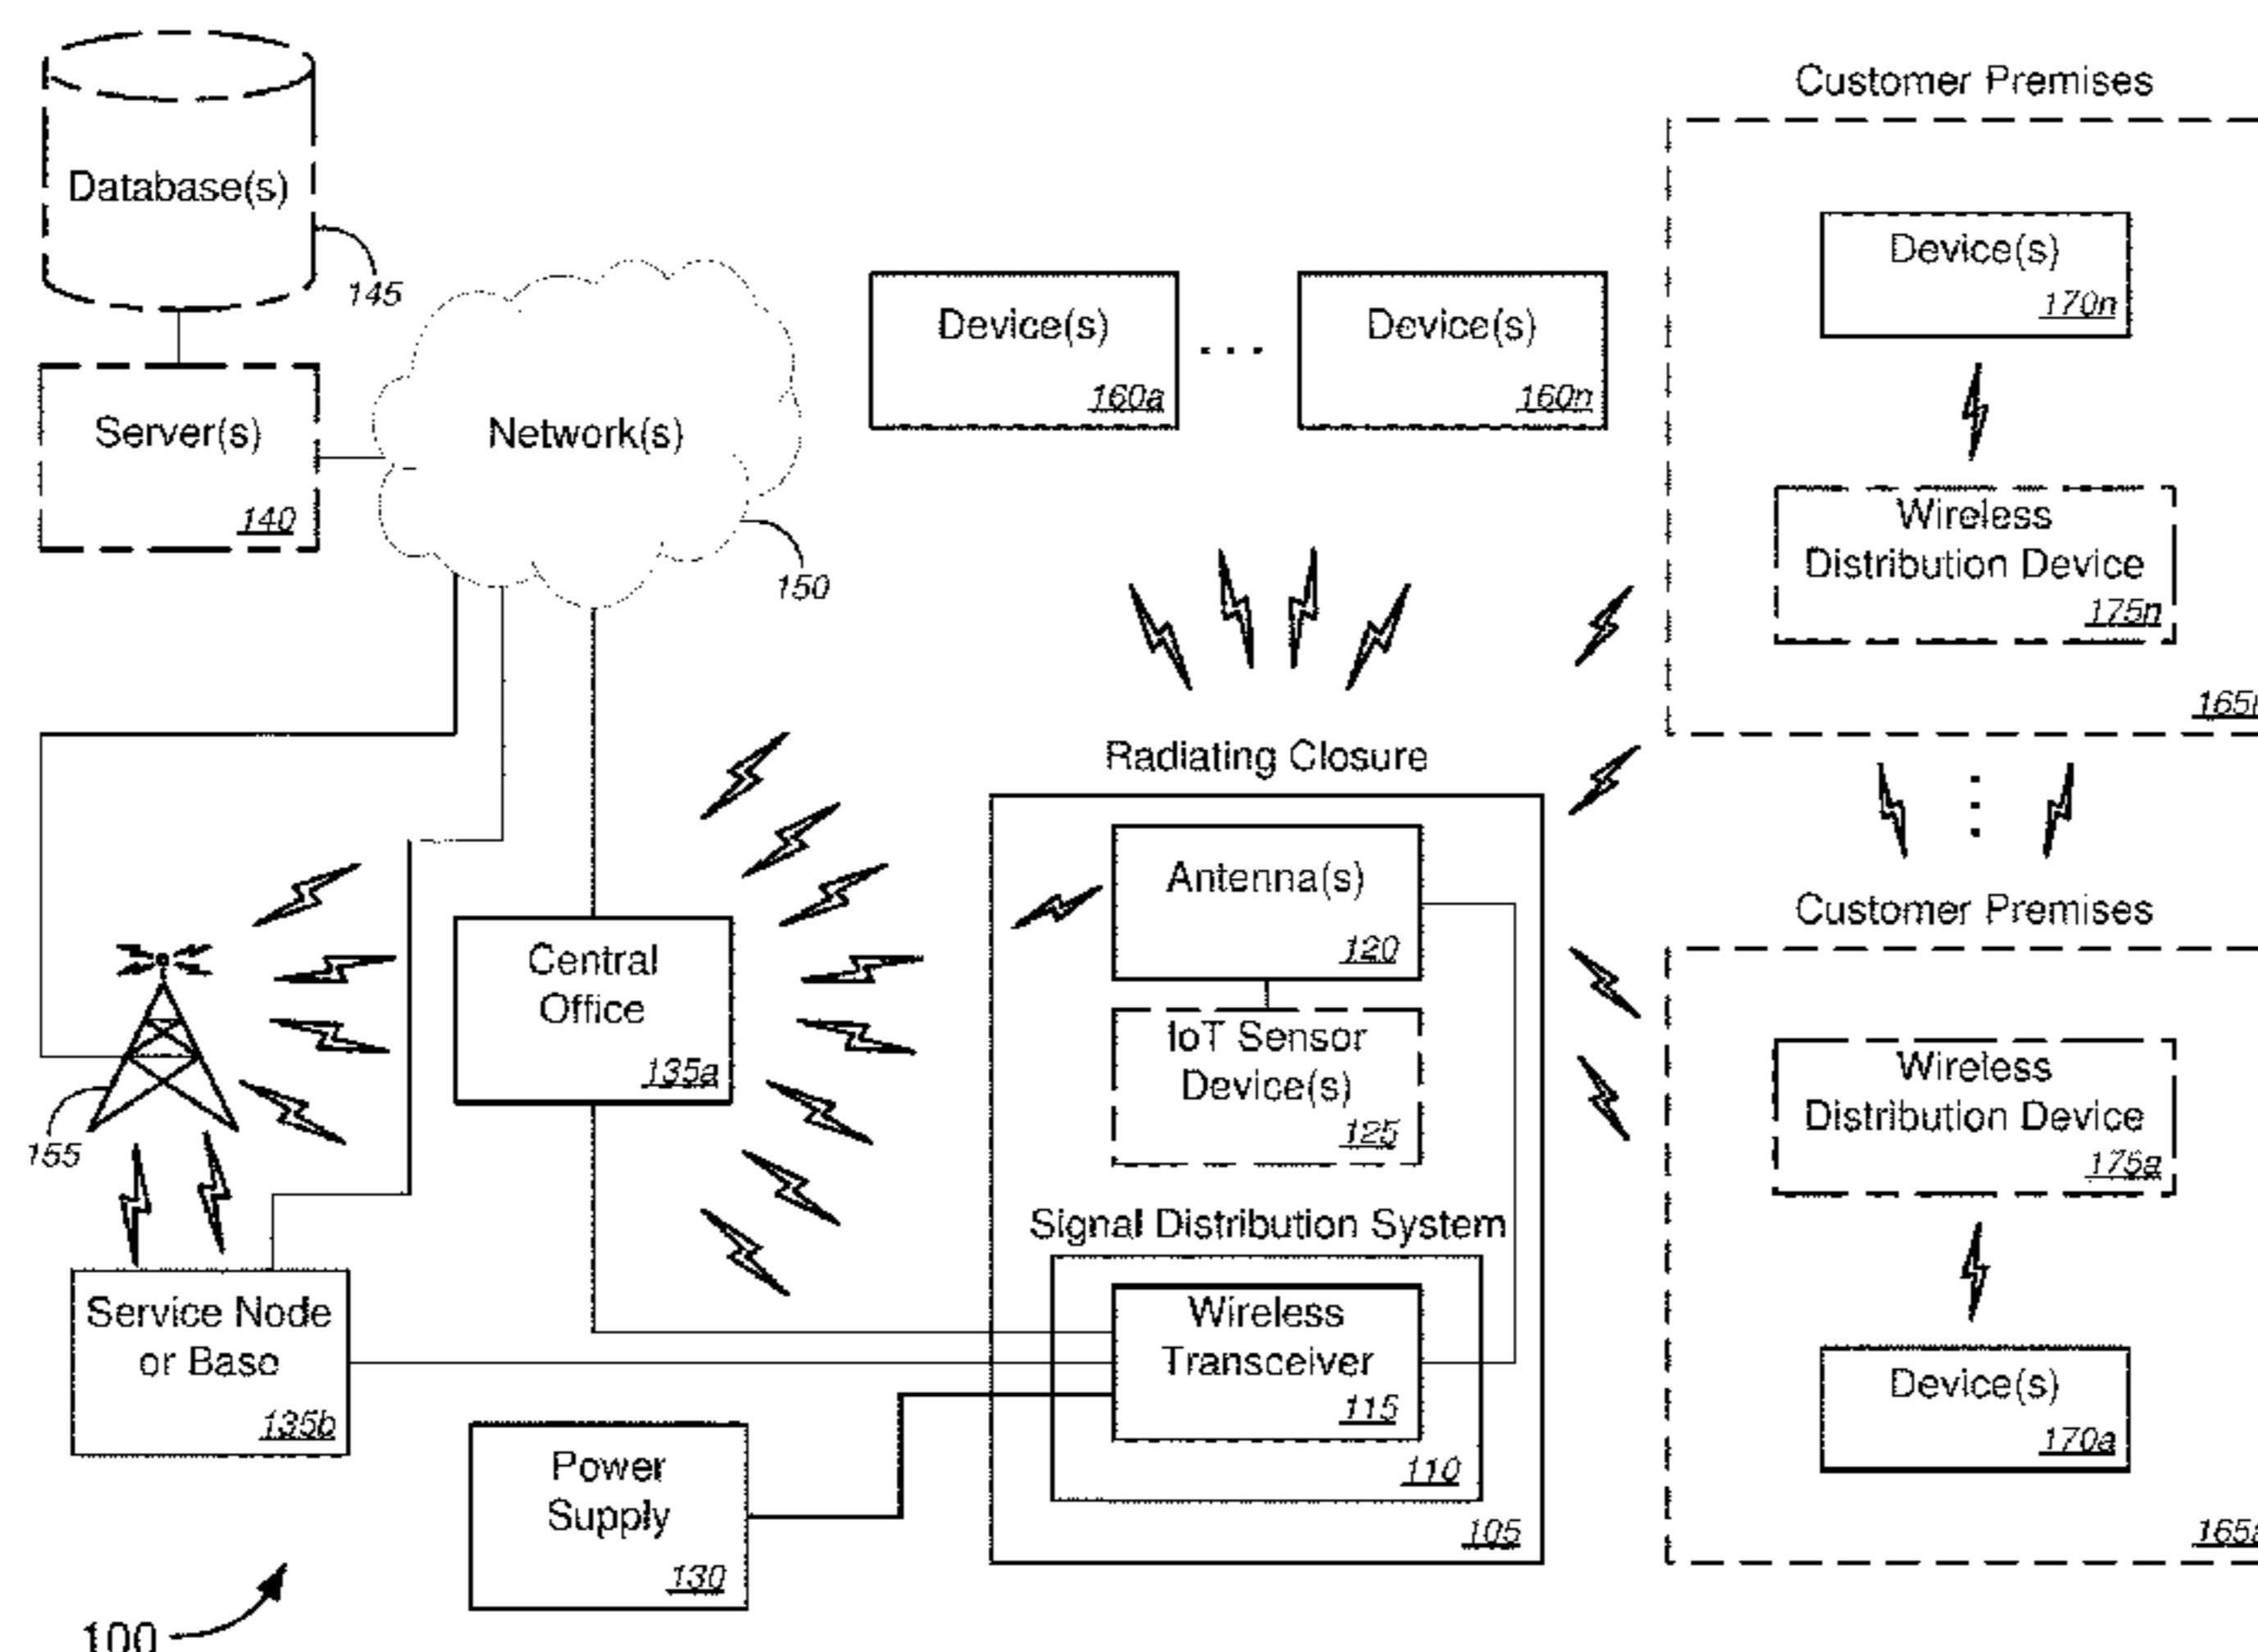 Customer Premises
Database(s)
145
Device(s)
170n
Device(s)
160a
...
Device(s)
160n
Server(s)
140
Network(s)
150
Wireless
Distribution Device
175n
Radiating Closure
Antenna(s)
120
IoT Sensor
Device(s)
125
Central
Office
135a
155
Customer Premises
Wireless
Distribution Device
175a
Signal Distribution System
Wireless
Transceiver
115
110
105
Service Node
or Base
135b
Device(s)
170a
Power
Supply
130
100